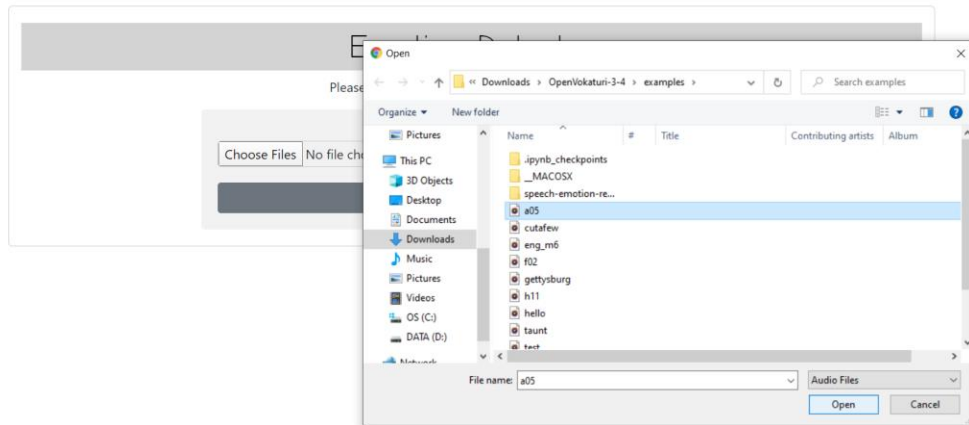 Open
Please
Choose Files No file cho
« Downloads › OpenVokaturi-3-4 › examples ›
Search examples
Organize New folder
Pictures
This PC
3D Objects
Desktop
Documents
Downloads
Music
Pictures
Videos
OS (C:)
DATA (D:)
Network
Name # Title Contributing artists Album
.ipynb_checkpoints
__MACOSX
speech-emotion-re...
a05
cutafew
eng_m6
f02
gettysburg
h11
hello
taunt
test
File name: a05 Audio Files
Open Cancel